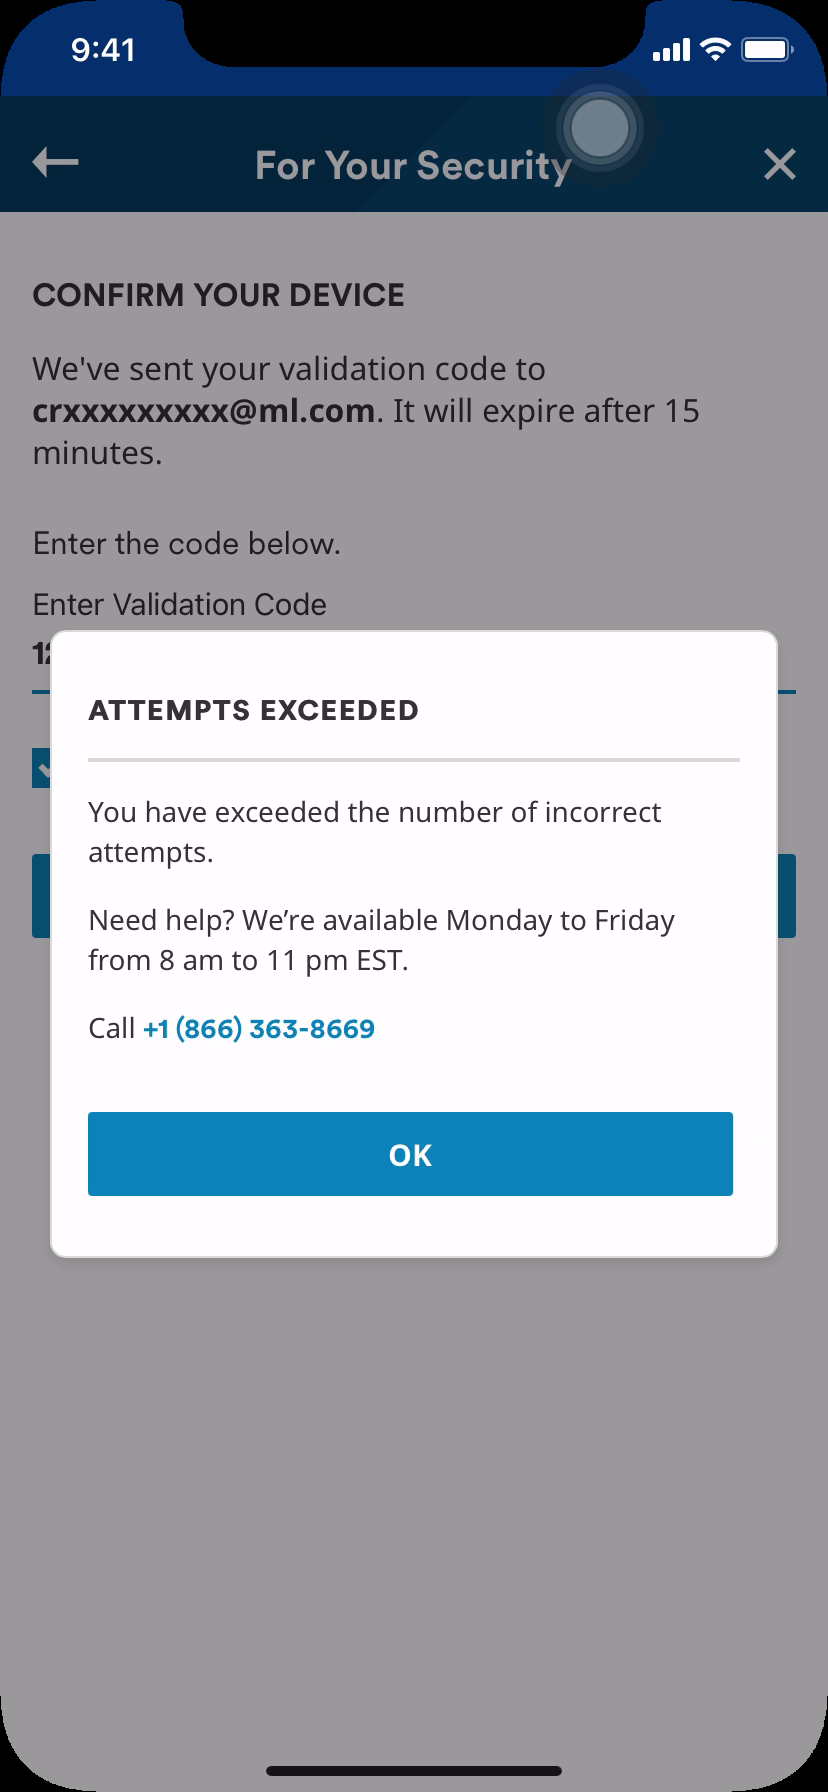 9:41
For Your Security
CONFIRM YOUR DEVICE
We've sent your validation code to
crxxxxxxxxx@ml.com. It will expire after 15
minutes.
Enter the code below.
Enter Validation Code
ATTEMPTS EXCEEDED
You have exceeded the number of incorrect
attempts.
Need help? We’re available Monday to Friday
from 8 am to 11 pm EST.
Call +1 (866) 363-8669
OK